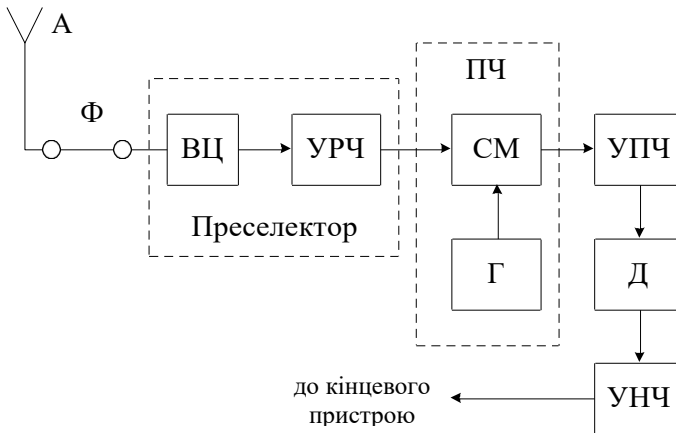 А
Ф
ПЧ
ВЦ
УРЧ
СМ
УПЧ
Преселектор
Г
Д
УНЧ
до кінцевого
пристрою